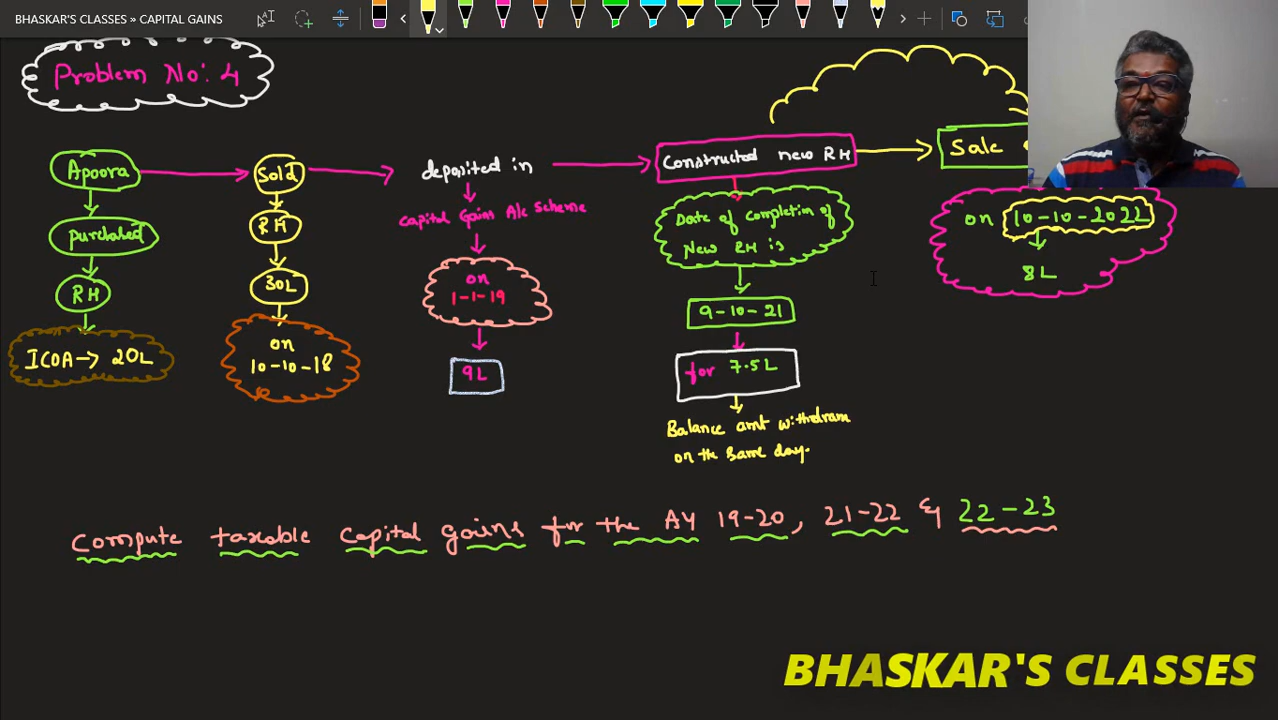 BHASKAR'S CLASSES » CAPITAL GAINS
Problem No: 4
Apoora
purchased
RH
ICOA → 20L
Sold
RH
30L
on
10-10-18
deposited in
Capital Gains A/c Scheme
on
1-1-19
9L
Constructed new RH
Date of completion of
New RH is
9-10-21
for 7.5L
Balance amt withdrawn
on the same day.
Sale
on 10-10-2022
8L
Compute taxable Capital gains for the AY 19-20, 21-22 & 22-23
BHASKAR'S CLASSES